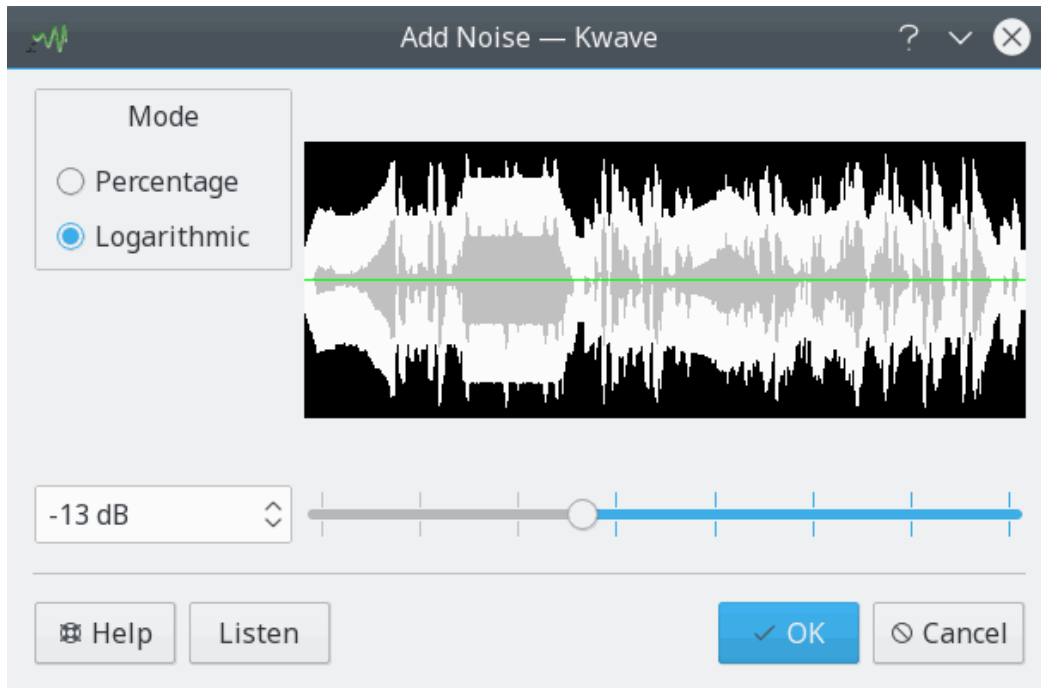 Add Noise — Kwave
Mode
Percentage
Logarithmic
-13 dB
Help
Listen
OK
Cancel